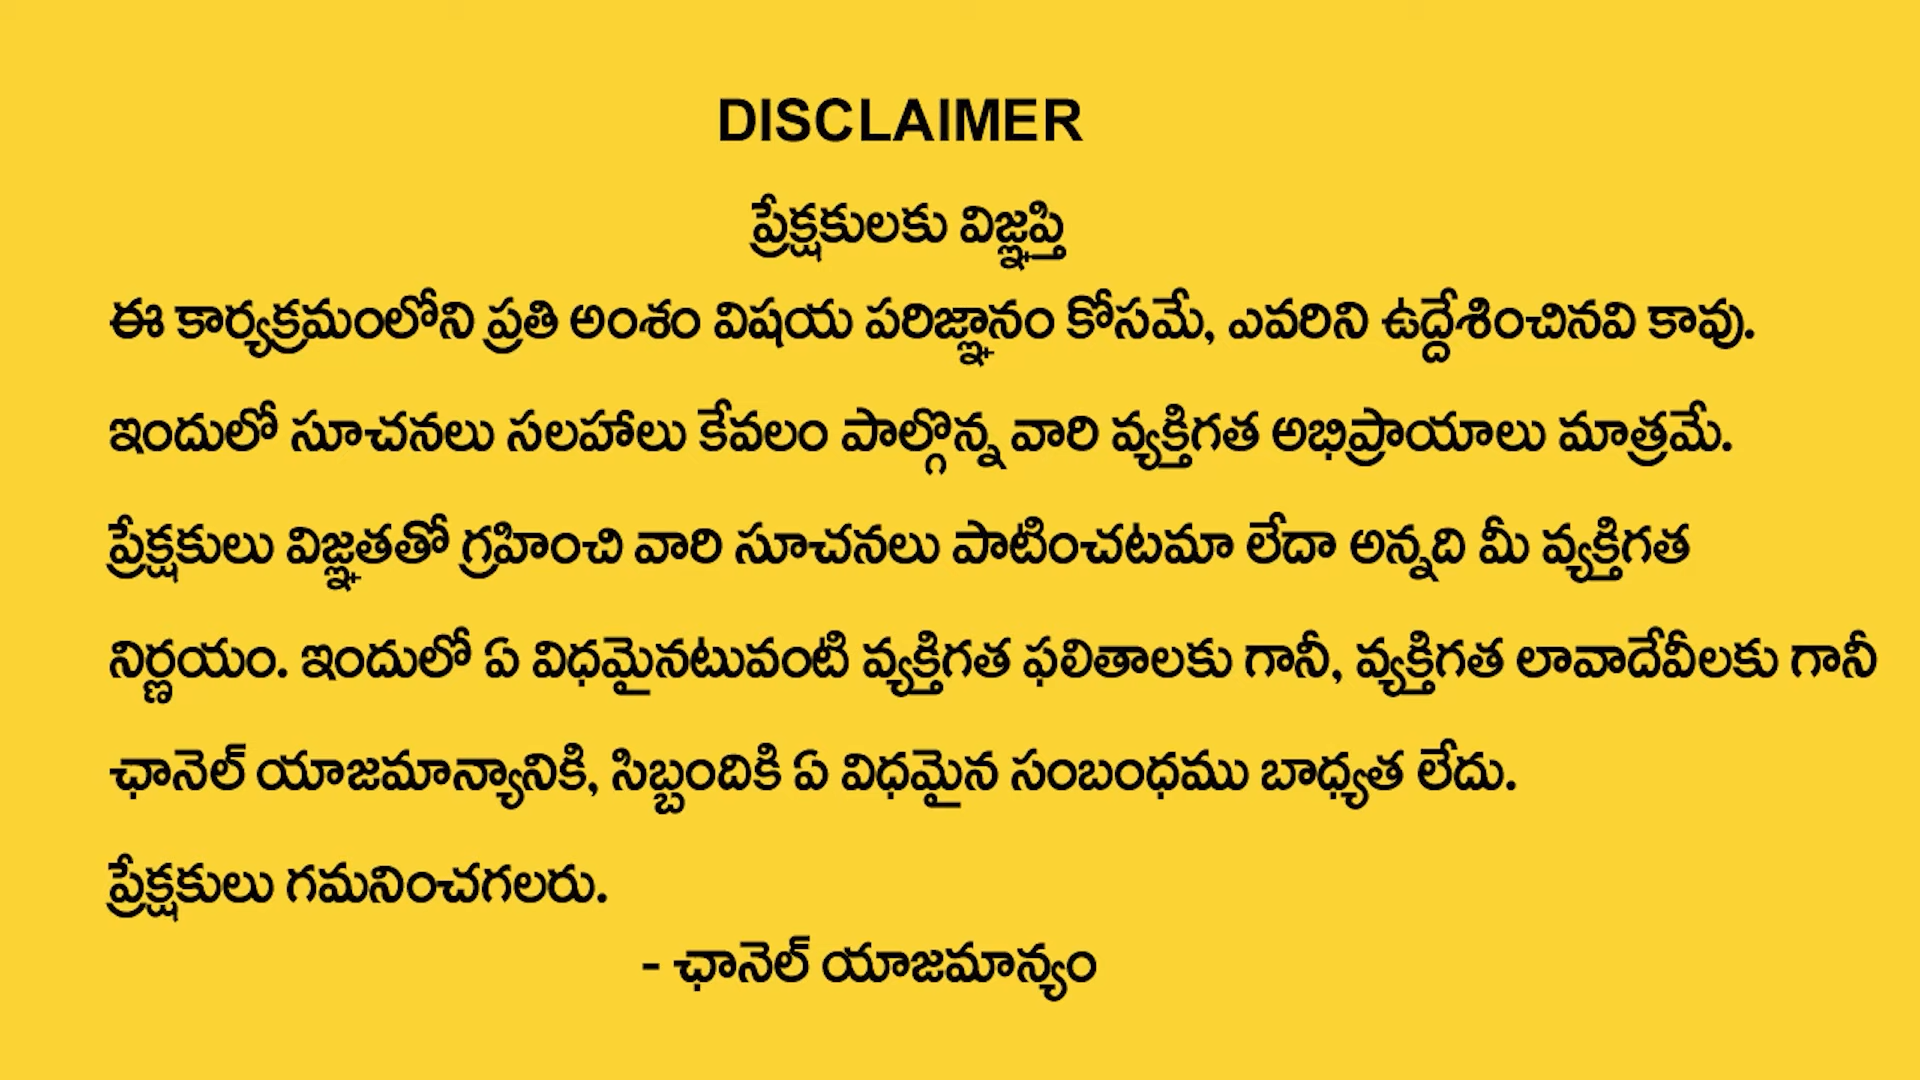 DISCLAIMER
ప్రేక్షకులకు విజ్ఞప్తి
ఈ కార్యక్రమంలోని ప్రతి అంశం విషయ పరిజ్ఞానం కోసమే, ఎవరిని ఉద్దేశించినవి కావు.
ఇందులో సూచనలు సలహాలు కేవలం పాల్గొన్న వారి వ్యక్తిగత అభిప్రాయాలు మాత్రమే.
ప్రేక్షకులు విజ్ఞతతో గ్రహించి వారి సూచనలు పాటించటమా లేదా అన్నది మీ వ్యక్తిగత
నిర్ణయం. ఇందులో ఏ విధమైనటువంటి వ్యక్తిగత ఫలితాలకు గానీ, వ్యక్తిగత లావాదేవీలకు గానీ
ఛానెల్ యాజమాన్యానికి, సిబ్బందికి ఏ విధమైన సంబంధము బాధ్యత లేదు.
ప్రేక్షకులు గమనించగలరు.
- ఛానెల్ యాజమాన్యం